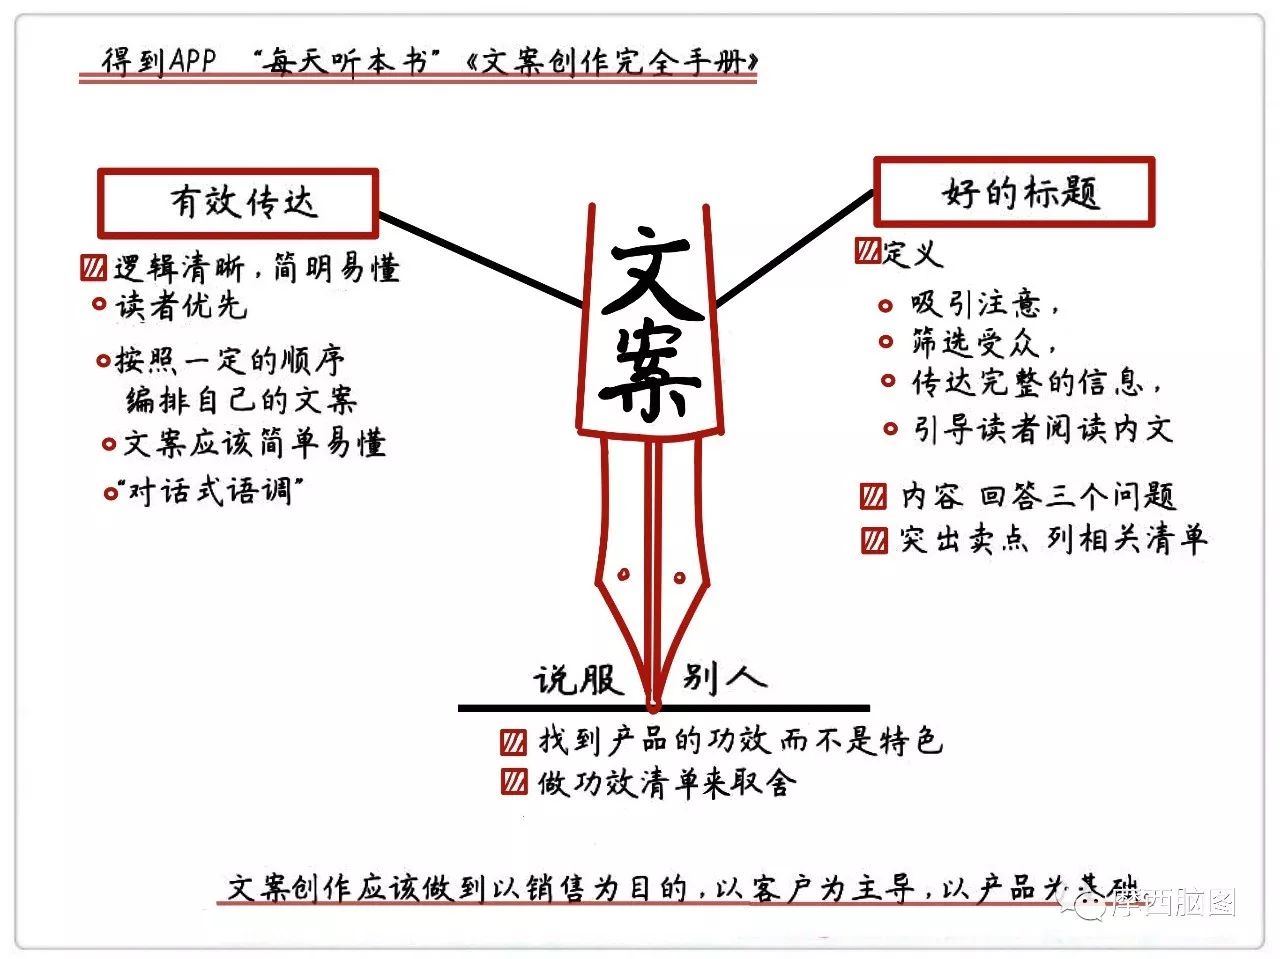 得到APP “每天听本书”《文案创作完全手册》
有效传达
逻辑清晰,简明易懂
读者优先
按照一定的顺序
编排自己的文案
文案应该简单易懂
“对话式语调”
文案
好的标题
定义
吸引注意,
筛选受众,
传达完整的信息,
引导读者阅读内文
内容 回答三个问题
突出卖点 列相关清单
说服别人
找到产品的功效而不是特色
做功效清单来取舍
文案创作应该做到以销售为目的,以客户为主导,以产品为基础
摩西脑图